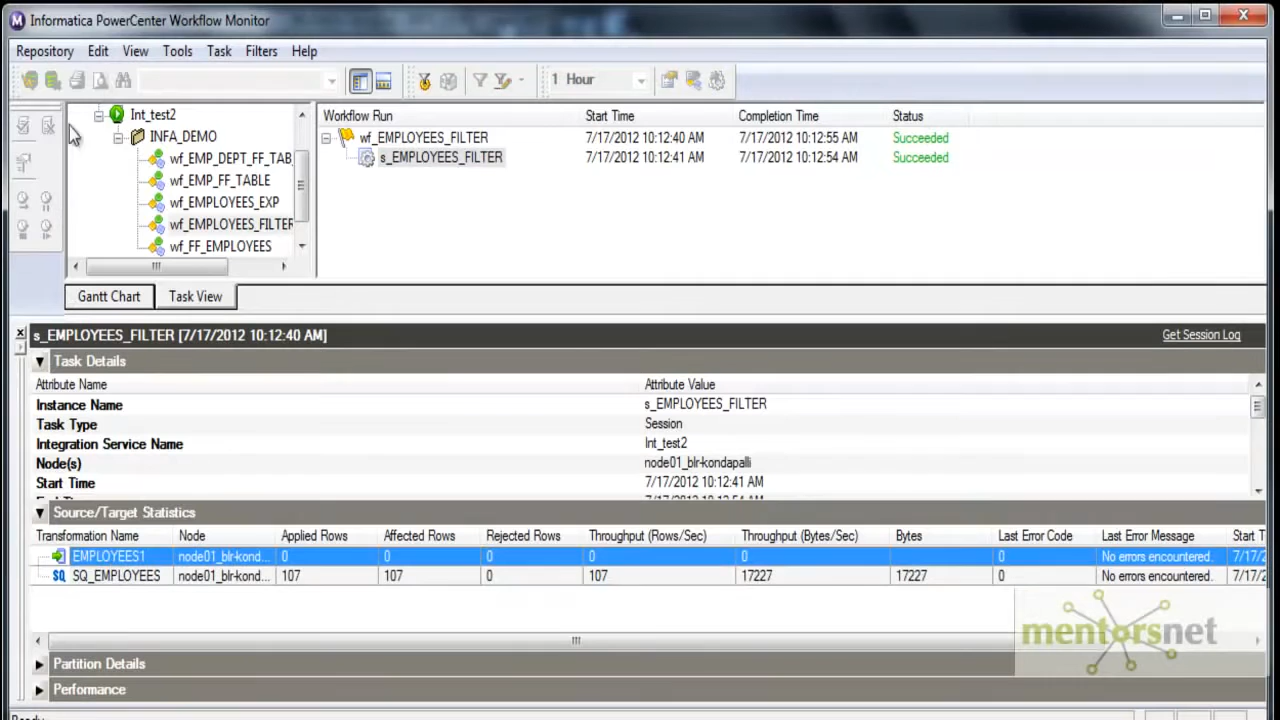 Informatica PowerCenter Workflow Monitor
Repository Edit View Tools Task Filters Help
1 Hour
Int_test2
INFA_DEMO
wf_EMP_DEPT_FF_TAB
wf_EMP_FF_TABLE
wf_EMPLOYEES_EXP
wf_EMPLOYEES_FILTER
wf_FF_EMPLOYEES
Workflow Run Start Time Completion Time Status
wf_EMPLOYEES_FILTER 7/17/2012 10:12:40 AM 7/17/2012 10:12:55 AM Succeeded
s_EMPLOYEES_FILTER 7/17/2012 10:12:41 AM 7/17/2012 10:12:54 AM Succeeded
Gantt Chart Task View
s_EMPLOYEES_FILTER [7/17/2012 10:12:40 AM] Get Session Log
Task Details
Attribute Name Attribute Value
Instance Name s_EMPLOYEES_FILTER
Task Type Session
Integration Service Name Int_test2
Node(s) node01_blr-kondapalli
Start Time 7/17/2012 10:12:41 AM
Source/Target Statistics
Transformation Name Node Applied Rows Affected Rows Rejected Rows Throughput (Rows/Sec) Throughput (Bytes/Sec) Bytes Last Error Code Last Error Message Start T
EMPLOYEES1 node01_blr-kond... 0 0 0 0 0 0 0 No errors encountered. 7/17/2
SQ_EMPLOYEES node01_blr-kond... 107 107 0 107 17227 17227 0 No errors encountered. 7/17/2
mentorsnet
Partition Details
Performance